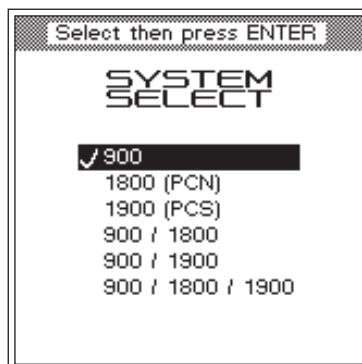 Select then press ENTER
SYSTEM
SELECT
✓900
1800 (PCN)
1900 (PCS)
900 / 1800
900 / 1900
900 / 1800 / 1900